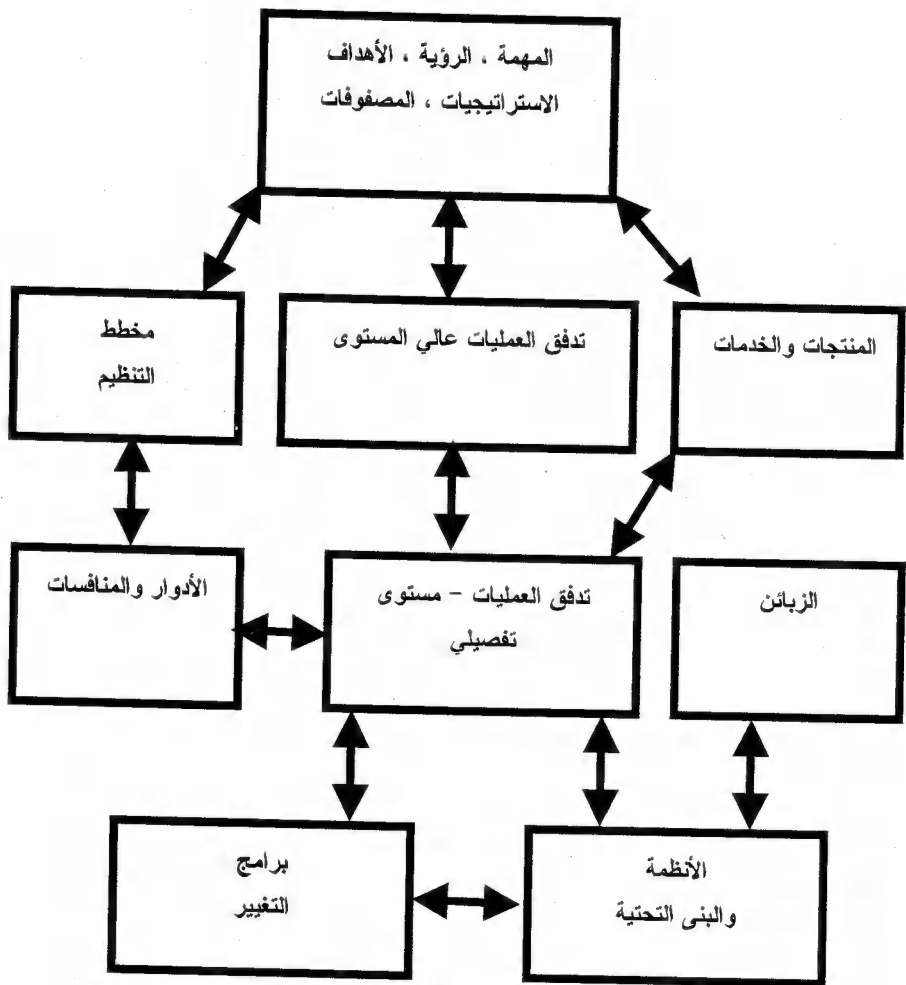 المهمة ، الرؤية ، الأهداف
الاستراتيجيات ، المصفوفات
مخطط
التنظيم
تدفق العمليات عالي المستوى
المنتجات والخدمات
الأدوار والمنافسات
تدفق العمليات – مستوى
تفصيلي
الزبائن
برامج
التغيير
الأنظمة
والبنى التحتية